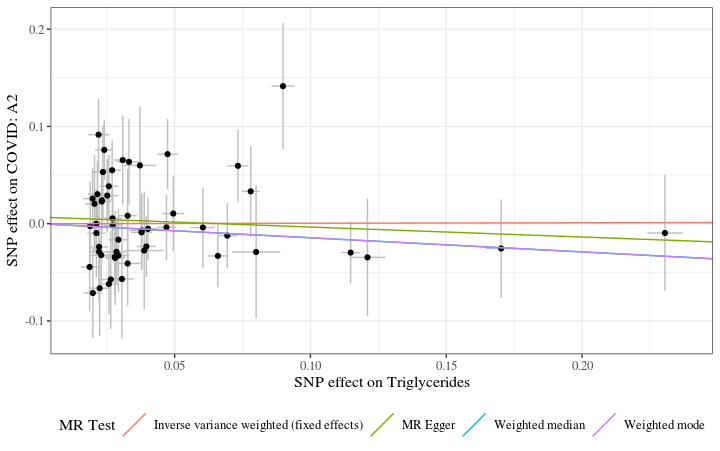 0.2
0.1
0.0
-0.1
SNP effect on COVID: A2
0.05
0.10
0.15
0.20
SNP effect on Triglycerides
MR Test
Inverse variance weighted (fixed effects)
MR Egger
Weighted median
Weighted mode